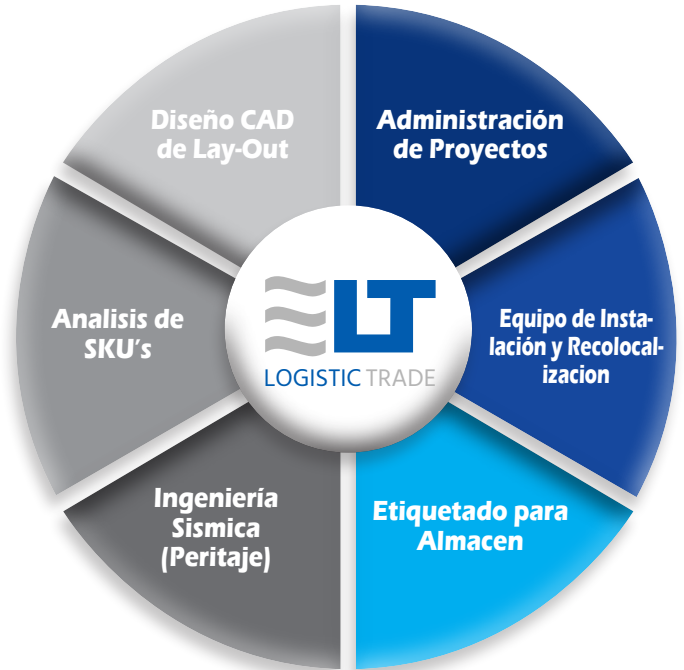 Diseño CAD
de Lay-Out
Administración
de Proyectos
Analisis de
SKU's
LT
LOGISTIC TRADE
Equipo de Insta-
lación y Recolocal-
izacion
Ingeniería
Sismica
(Peritaje)
Etiquetado para
Almacen